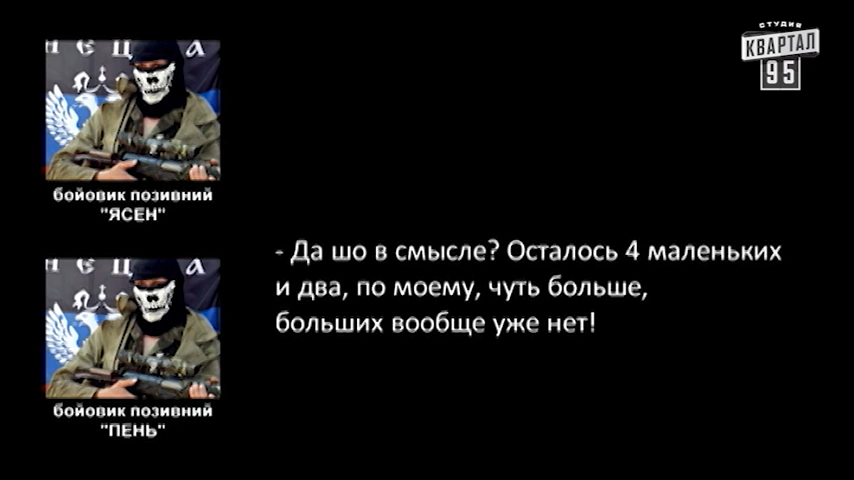 СТУДИЯ
КВАРТАЛ
95
Н Е Ц А
бойовик позивний
"ЯСЕН"
- Да шо в смысле? Осталось 4 маленьких
и два, по моему, чуть больше,
больших вообще уже нет!
Н Е Ц А
бойовик позивний
"ПЕНЬ"